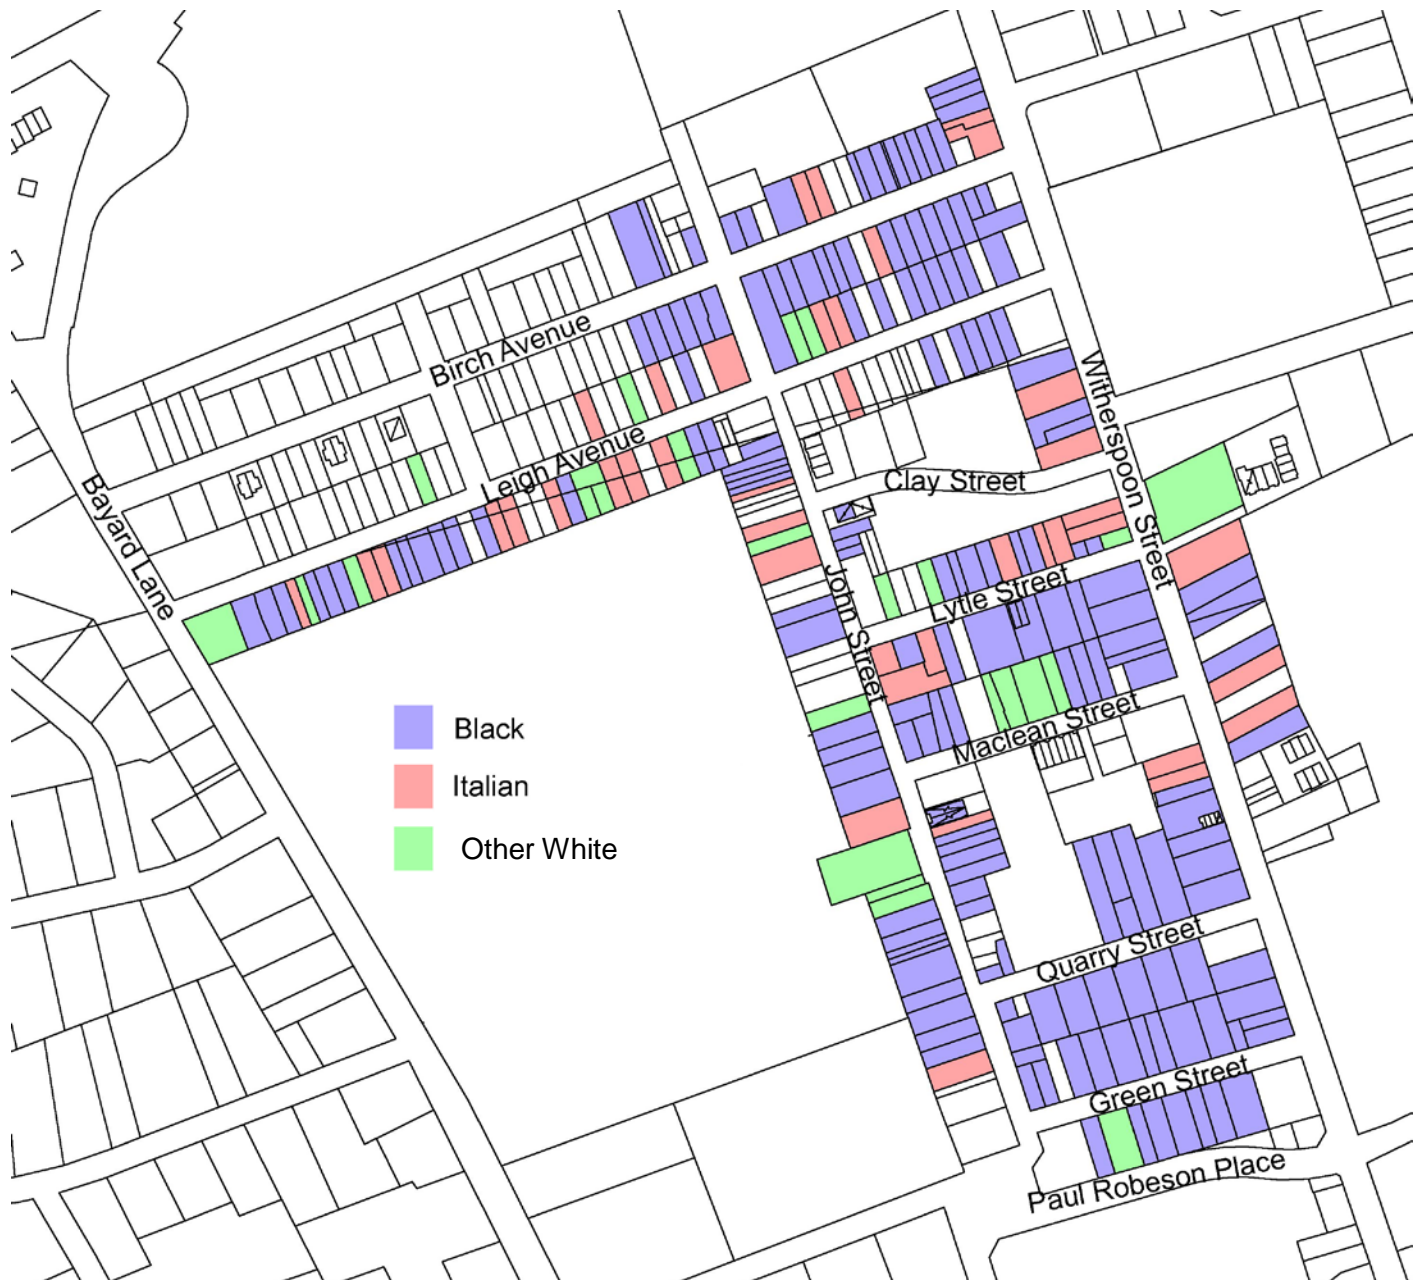 Birch Avenue
Leigh Avenue
Bayard Lane
Witherspoon Street
Clay Street
John Street
Lytle Street
Maclean Street
Black
Italian
Other White
Quarry Street
Green Street
Paul Robeson Place